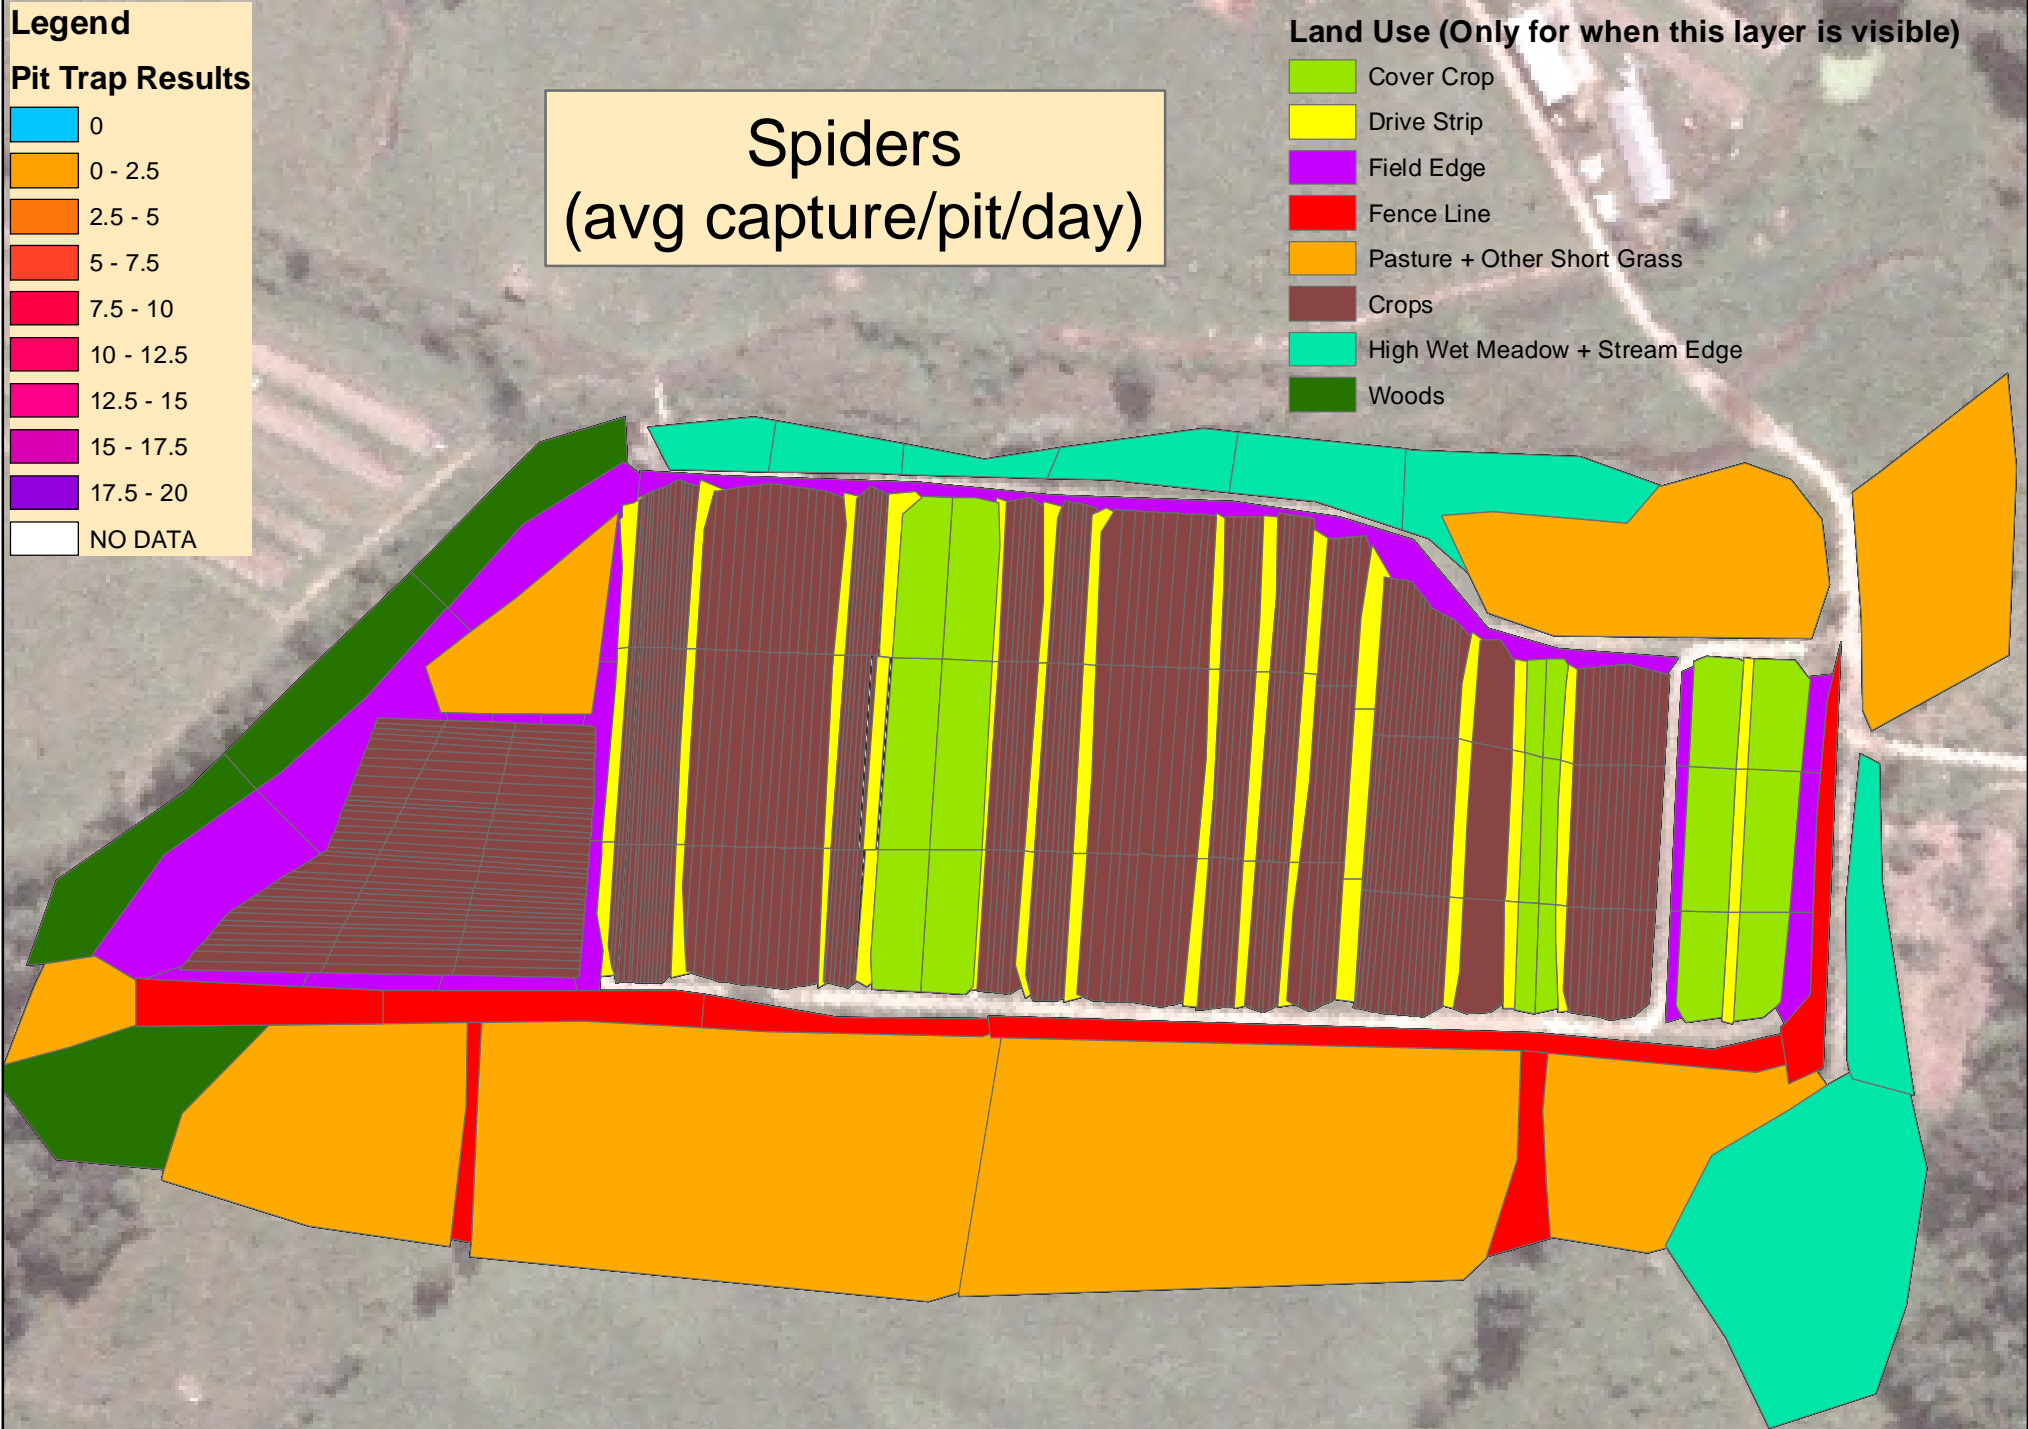 Legend
Pit Trap Results
0
0 - 2.5
2.5 - 5
5 - 7.5
7.5 - 10
10 - 12.5
12.5 - 15
15 - 17.5
17.5 - 20
NO DATA
Spiders
(avg capture/pit/day)
Land Use (Only for when this layer is visible)
Cover Crop
Drive Strip
Field Edge
Fence Line
Pasture + Other Short Grass
Crops
High Wet Meadow + Stream Edge
Woods